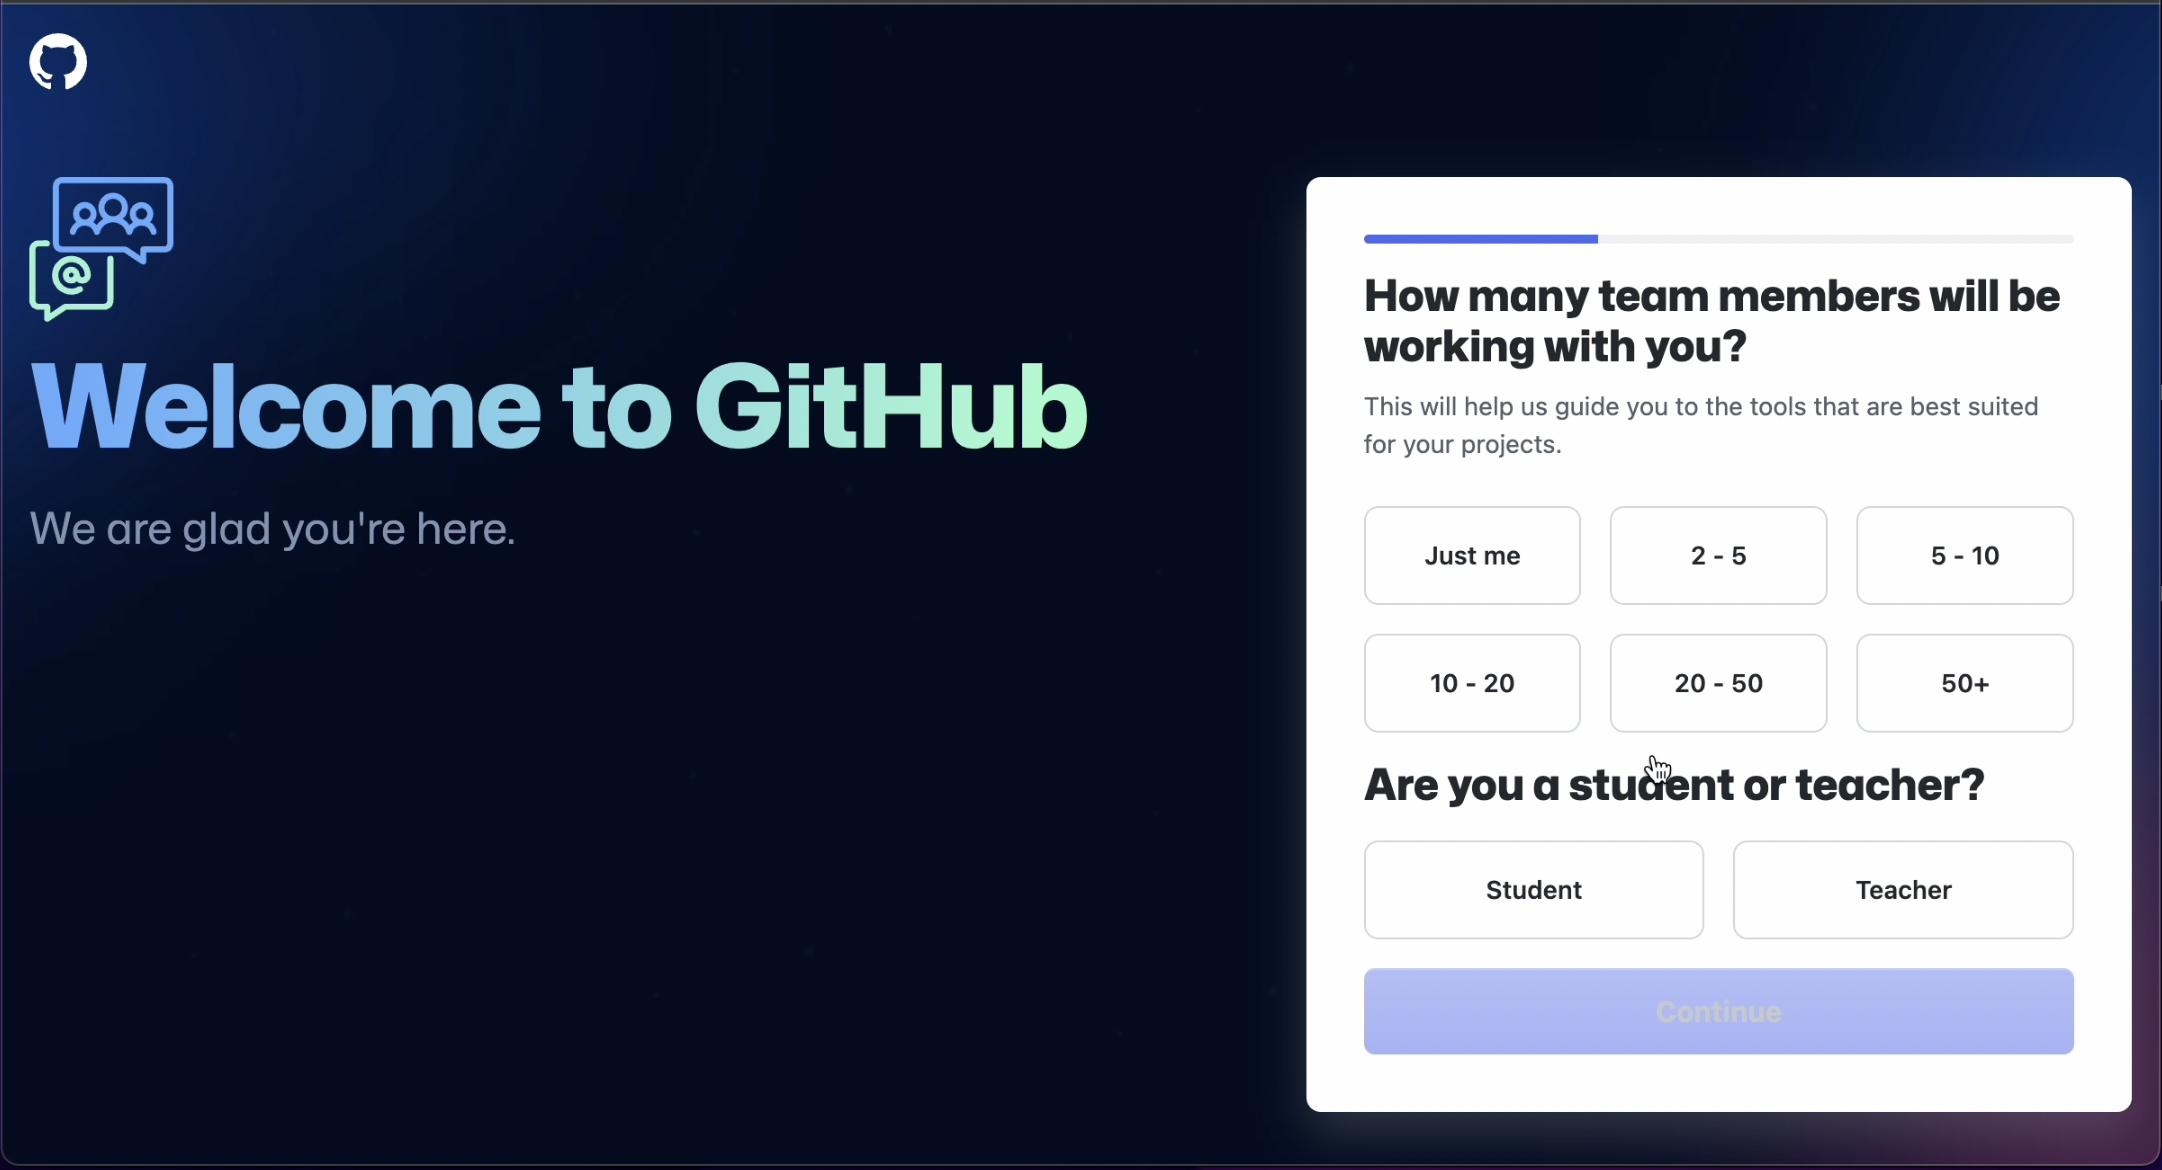 @
Welcome to GitHub
We are glad you're here.
How many team members will be
working with you?
This will help us guide you to the tools that are best suited
for your projects.
Just me
2 - 5
5 - 10
10 - 20
20 - 50
50+
Are you a student or teacher?
Student
Teacher
Continue